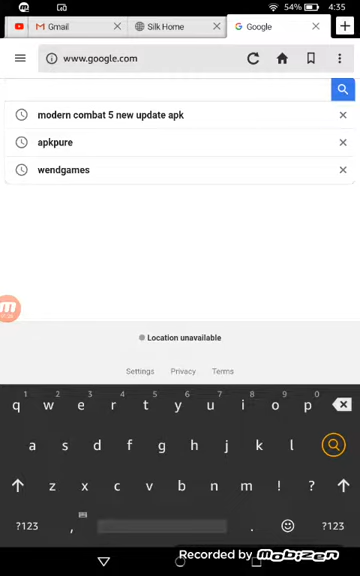 54% 4:35
Gmail
Silk Home
Google
www.google.com
modern combat 5 new update apk
apkpure
wendgames
Location unavailable
Settings Privacy Terms
1 2 3 4 5 6 7 8 9 0
q w e r t y u i o p
a s d f g h j k l
z x c v b n m ! ?
?123 , . ?123
Recorded by mobizen